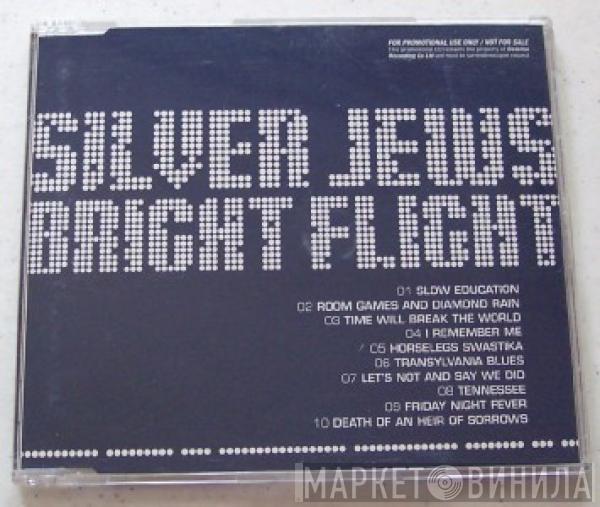 FOR PROMOTIONAL USE ONLY / NOT FOR SALE
SILVER JEWS
BRIGHT FLIGHT
01 SLOW EDUCATION
02 ROOM GAMES AND DIAMOND RAIN
03 TIME WILL BREAK THE WORLD
04 I REMEMBER ME
05 HORSELEGS SWASTIKA
06 TRANSYLVANIA BLUES
07 LET'S NOT AND SAY WE DID
08 TENNESSEE
09 FRIDAY NIGHT FEVER
10 DEATH OF AN HEIR OF SORROWS
МАРКЕТ ВИНИЛА